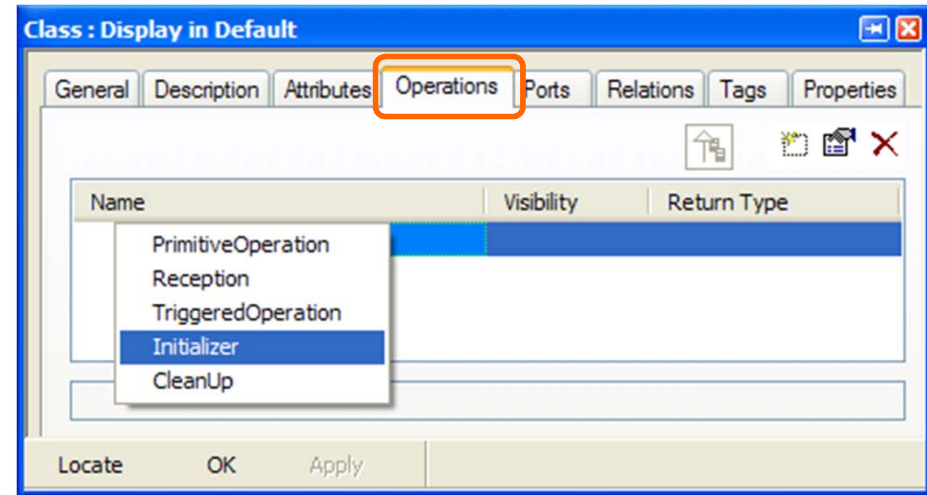 Class : Display in Default
General Description Attributes Operations Ports Relations Tags Properties
Name Visibility Return Type
PrimitiveOperation
Reception
TriggeredOperation
Initializer
CleanUp
Locate OK Apply